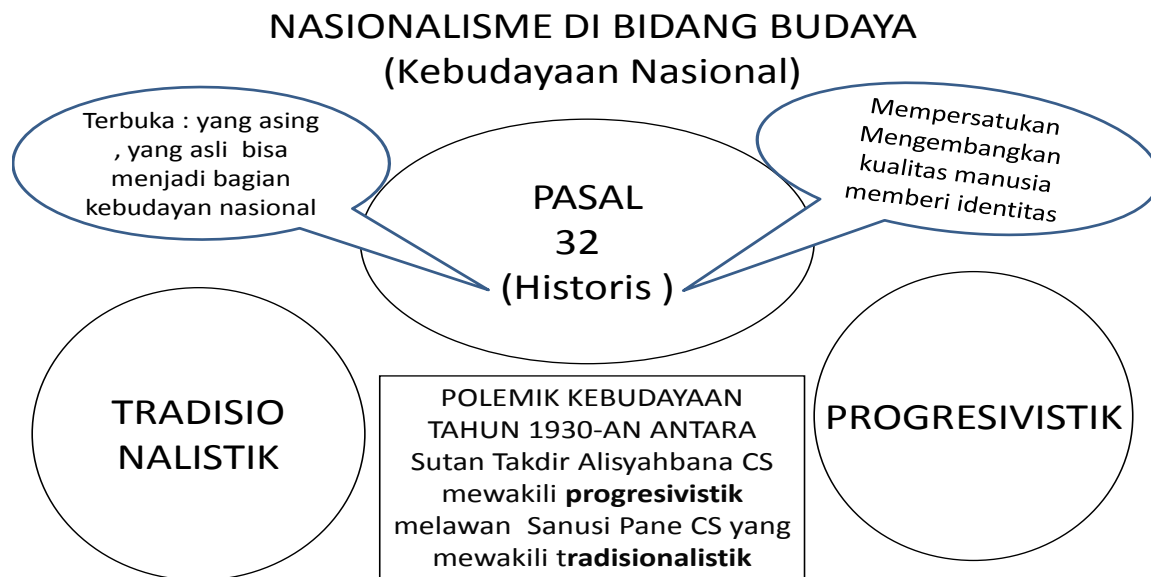 NASIONALISME DI BIDANG BUDAYA
(Kebudayaan Nasional)
Terbuka : yang asing
, yang asli bisa
menjadi bagian
kebudayan nasional
Mempersatukan
Mengembangkan
kualitas manusia
memberi identitas
PASAL
32
(Historis )
TRADISIO
NALISTIK
POLEMIK KEBUDAYAAN
TAHUN 1930-AN ANTARA
Sutan Takdir Alisyahbana CS
mewakili progresivistik
melawan Sanusi Pane CS yang
mewakili tradisionalistik
PROGRESIVISTIK